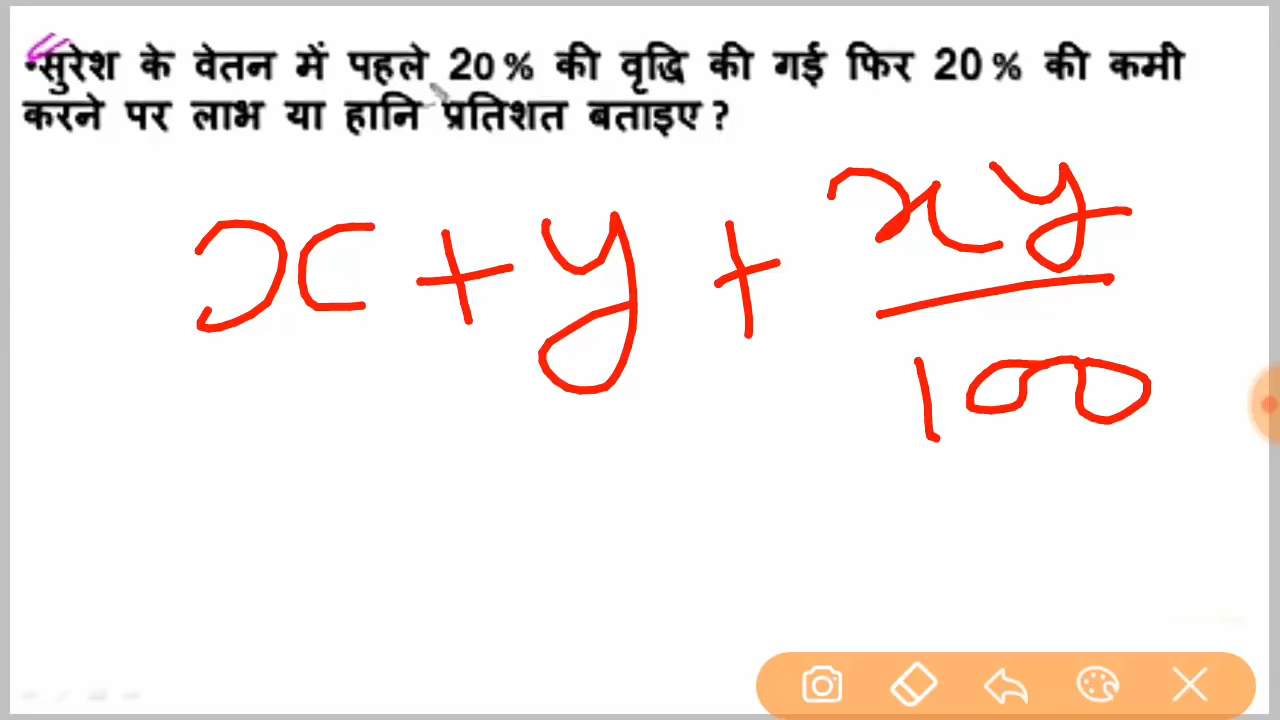 •सुरेश के वेतन में पहले 20% की वृद्धि की गई फिर 20% की कमी
करने पर लाभ या हानि प्रतिशत बताइए ?
x + y + xy
100